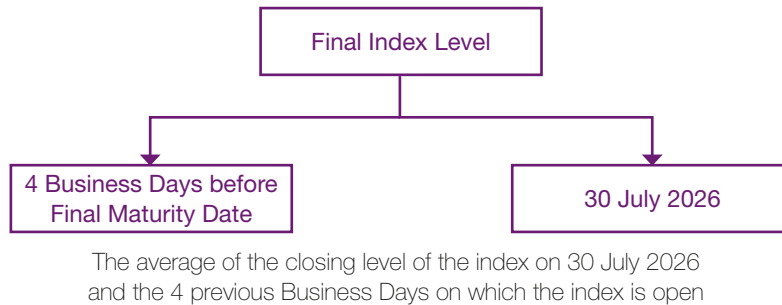 Final Index Level
4 Business Days before
Final Maturity Date
30 July 2026
The average of the closing level of the index on 30 July 2026
and the 4 previous Business Days on which the index is open